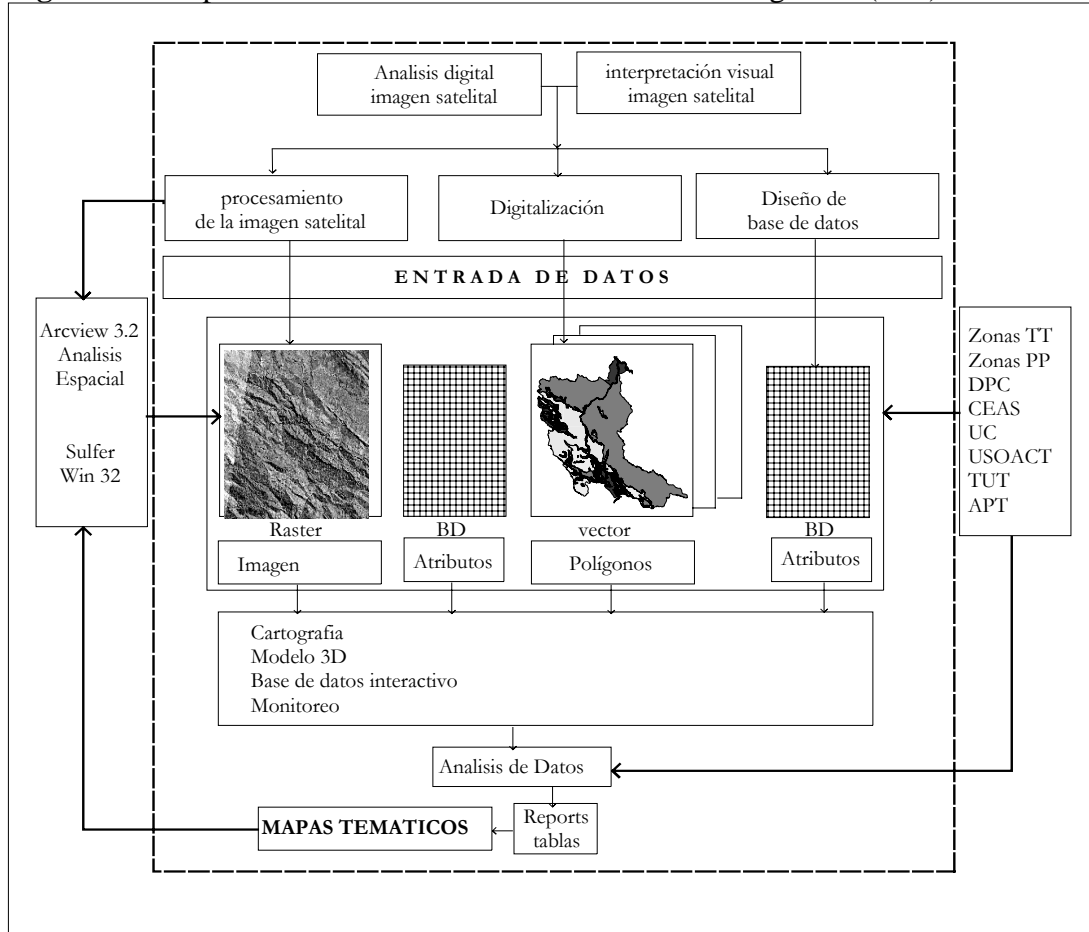 Analisis digital
imagen satelital
interpretación visual
imagen satelital
procesamiento
de la imagen satelital
Digitalización
Diseño de
base de datos
ENTRADA DE DATOS
Arcview 3.2
Analisis
Espacial
Sulfer
Win 32
Zonas TT
Zonas PP
DPC
CEAS
UC
USOACT
TUT
APT
Raster
BD
vector
BD
Imagen
Atributos
Polígonos
Atributos
Cartografia
Modelo 3D
Base de datos interactivo
Monitoreo
Analisis de Datos
MAPAS TEMATICOS
Reports
tablas